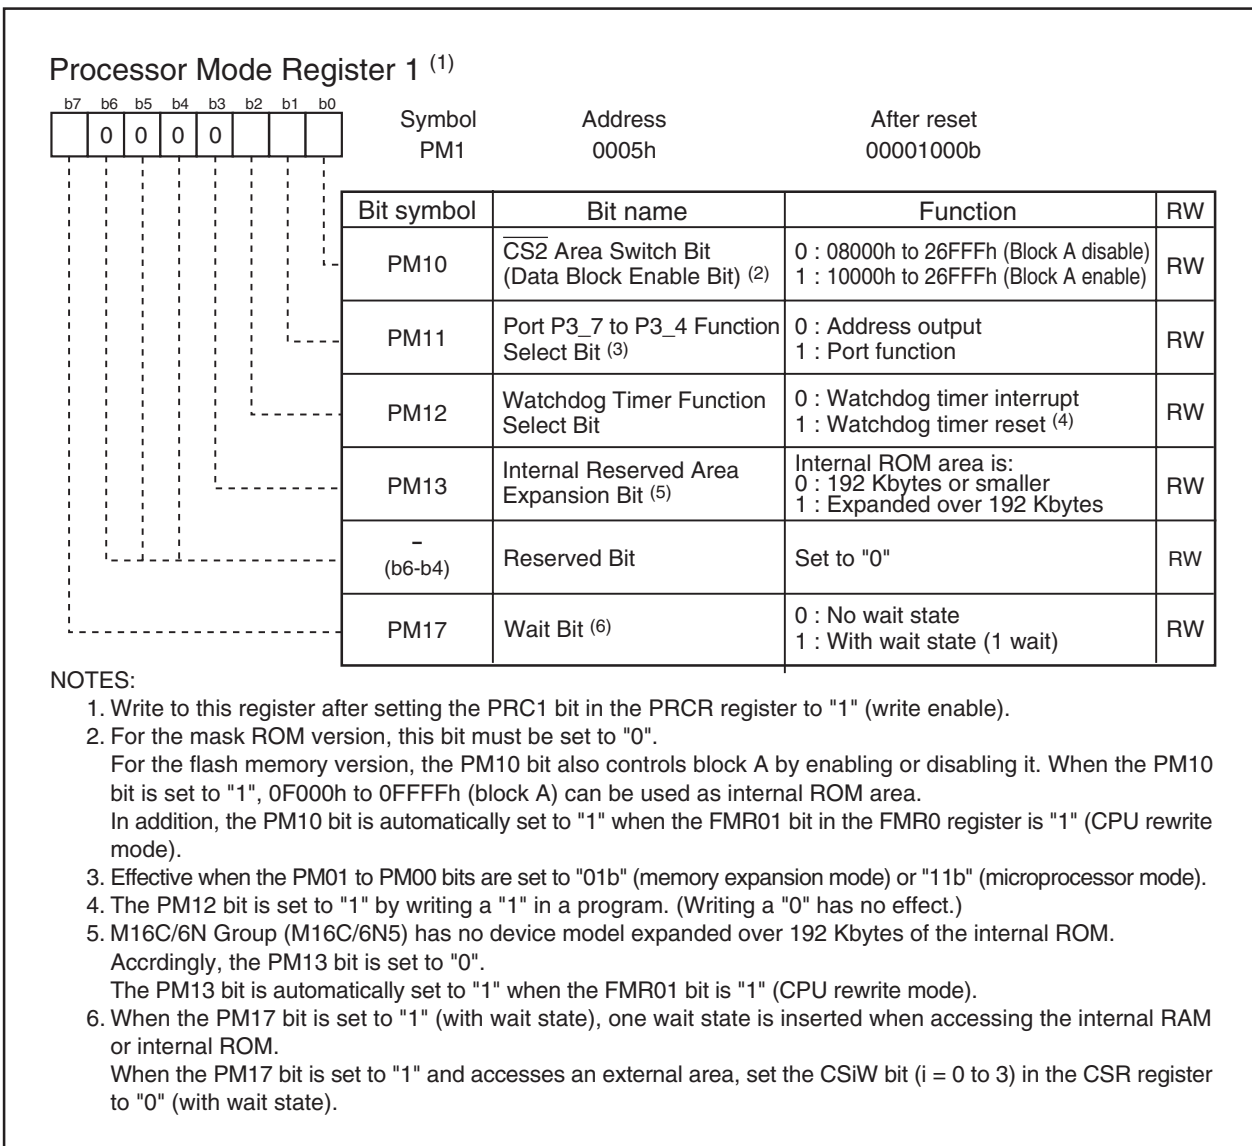 Processor Mode Register 1 (1)
b7 b6 b5 b4 b3 b2 b1 b0
0 0 0 0
Symbol Address After reset
PM1 0005h 00001000b
Bit symbol Bit name Function RW
PM10 CS2 Area Switch Bit 0 : 08000h to 26FFFh (Block A disable) RW
(Data Block Enable Bit) (2) 1 : 10000h to 26FFFh (Block A enable)
PM11 Port P3_7 to P3_4 Function 0 : Address output RW
Select Bit (3) 1 : Port function
PM12 Watchdog Timer Function 0 : Watchdog timer interrupt RW
Select Bit 1 : Watchdog timer reset (4)
Internal ROM area is:
PM13 Internal Reserved Area 0 : 192 Kbytes or smaller RW
Expansion Bit (5) 1 : Expanded over 192 Kbytes
–
(b6-b4) Reserved Bit Set to "0" RW
PM17 Wait Bit (6) 0 : No wait state RW
1 : With wait state (1 wait)
NOTES:
1. Write to this register after setting the PRC1 bit in the PRCR register to "1" (write enable).
2. For the mask ROM version, this bit must be set to "0".
For the flash memory version, the PM10 bit also controls block A by enabling or disabling it. When the PM10
bit is set to "1", 0F000h to 0FFFFh (block A) can be used as internal ROM area.
In addition, the PM10 bit is automatically set to "1" when the FMR01 bit in the FMR0 register is "1" (CPU rewrite
mode).
3. Effective when the PM01 to PM00 bits are set to "01b" (memory expansion mode) or "11b" (microprocessor mode).
4. The PM12 bit is set to "1" by writing a "1" in a program. (Writing a "0" has no effect.)
5. M16C/6N Group (M16C/6N5) has no device model expanded over 192 Kbytes of the internal ROM.
Accrdingly, the PM13 bit is set to "0".
The PM13 bit is automatically set to "1" when the FMR01 bit is "1" (CPU rewrite mode).
6. When the PM17 bit is set to "1" (with wait state), one wait state is inserted when accessing the internal RAM
or internal ROM.
When the PM17 bit is set to "1" and accesses an external area, set the CSiW bit (i = 0 to 3) in the CSR register
to "0" (with wait state).